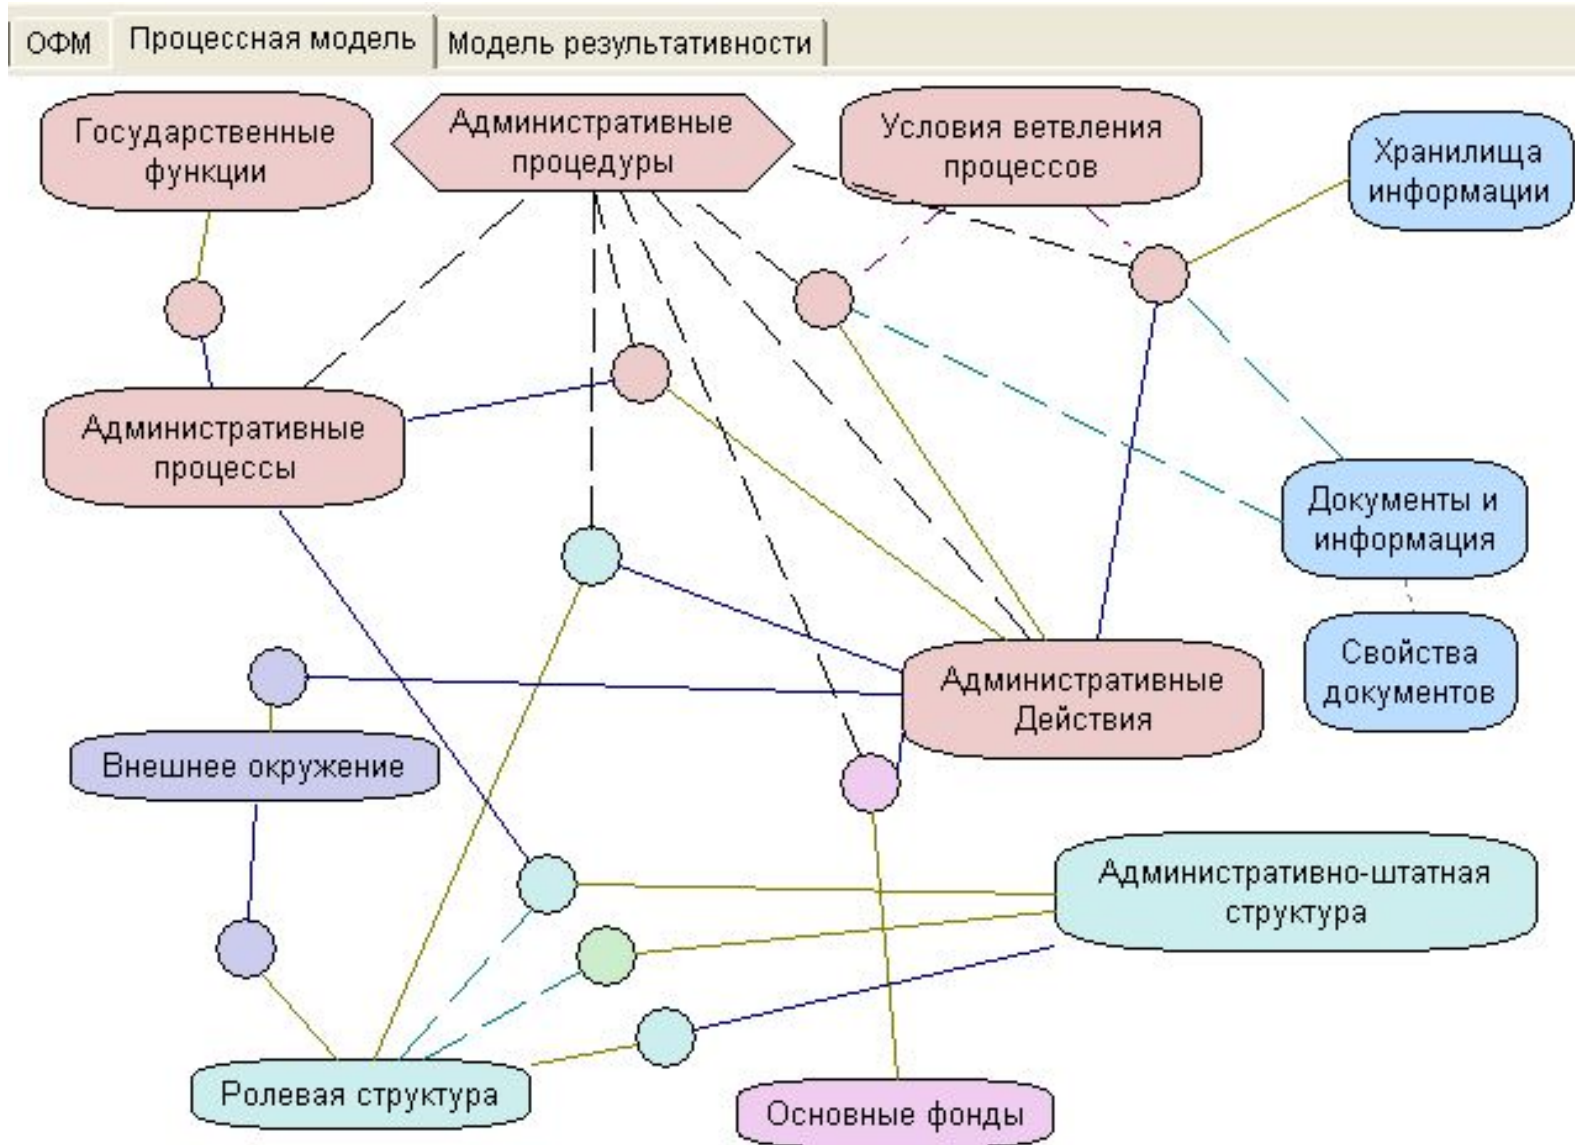 ОФМ
Процессная модель
Модель результативности
Государственные
функции
Административные
процедуры
Условия ветвления
процессов
Хранилища
информации
Административные
процессы
Документы и
информация
Свойства
документов
Административные
Действия
Внешнее окружение
Административно-штатная
структура
Ролевая структура
Основные фонды